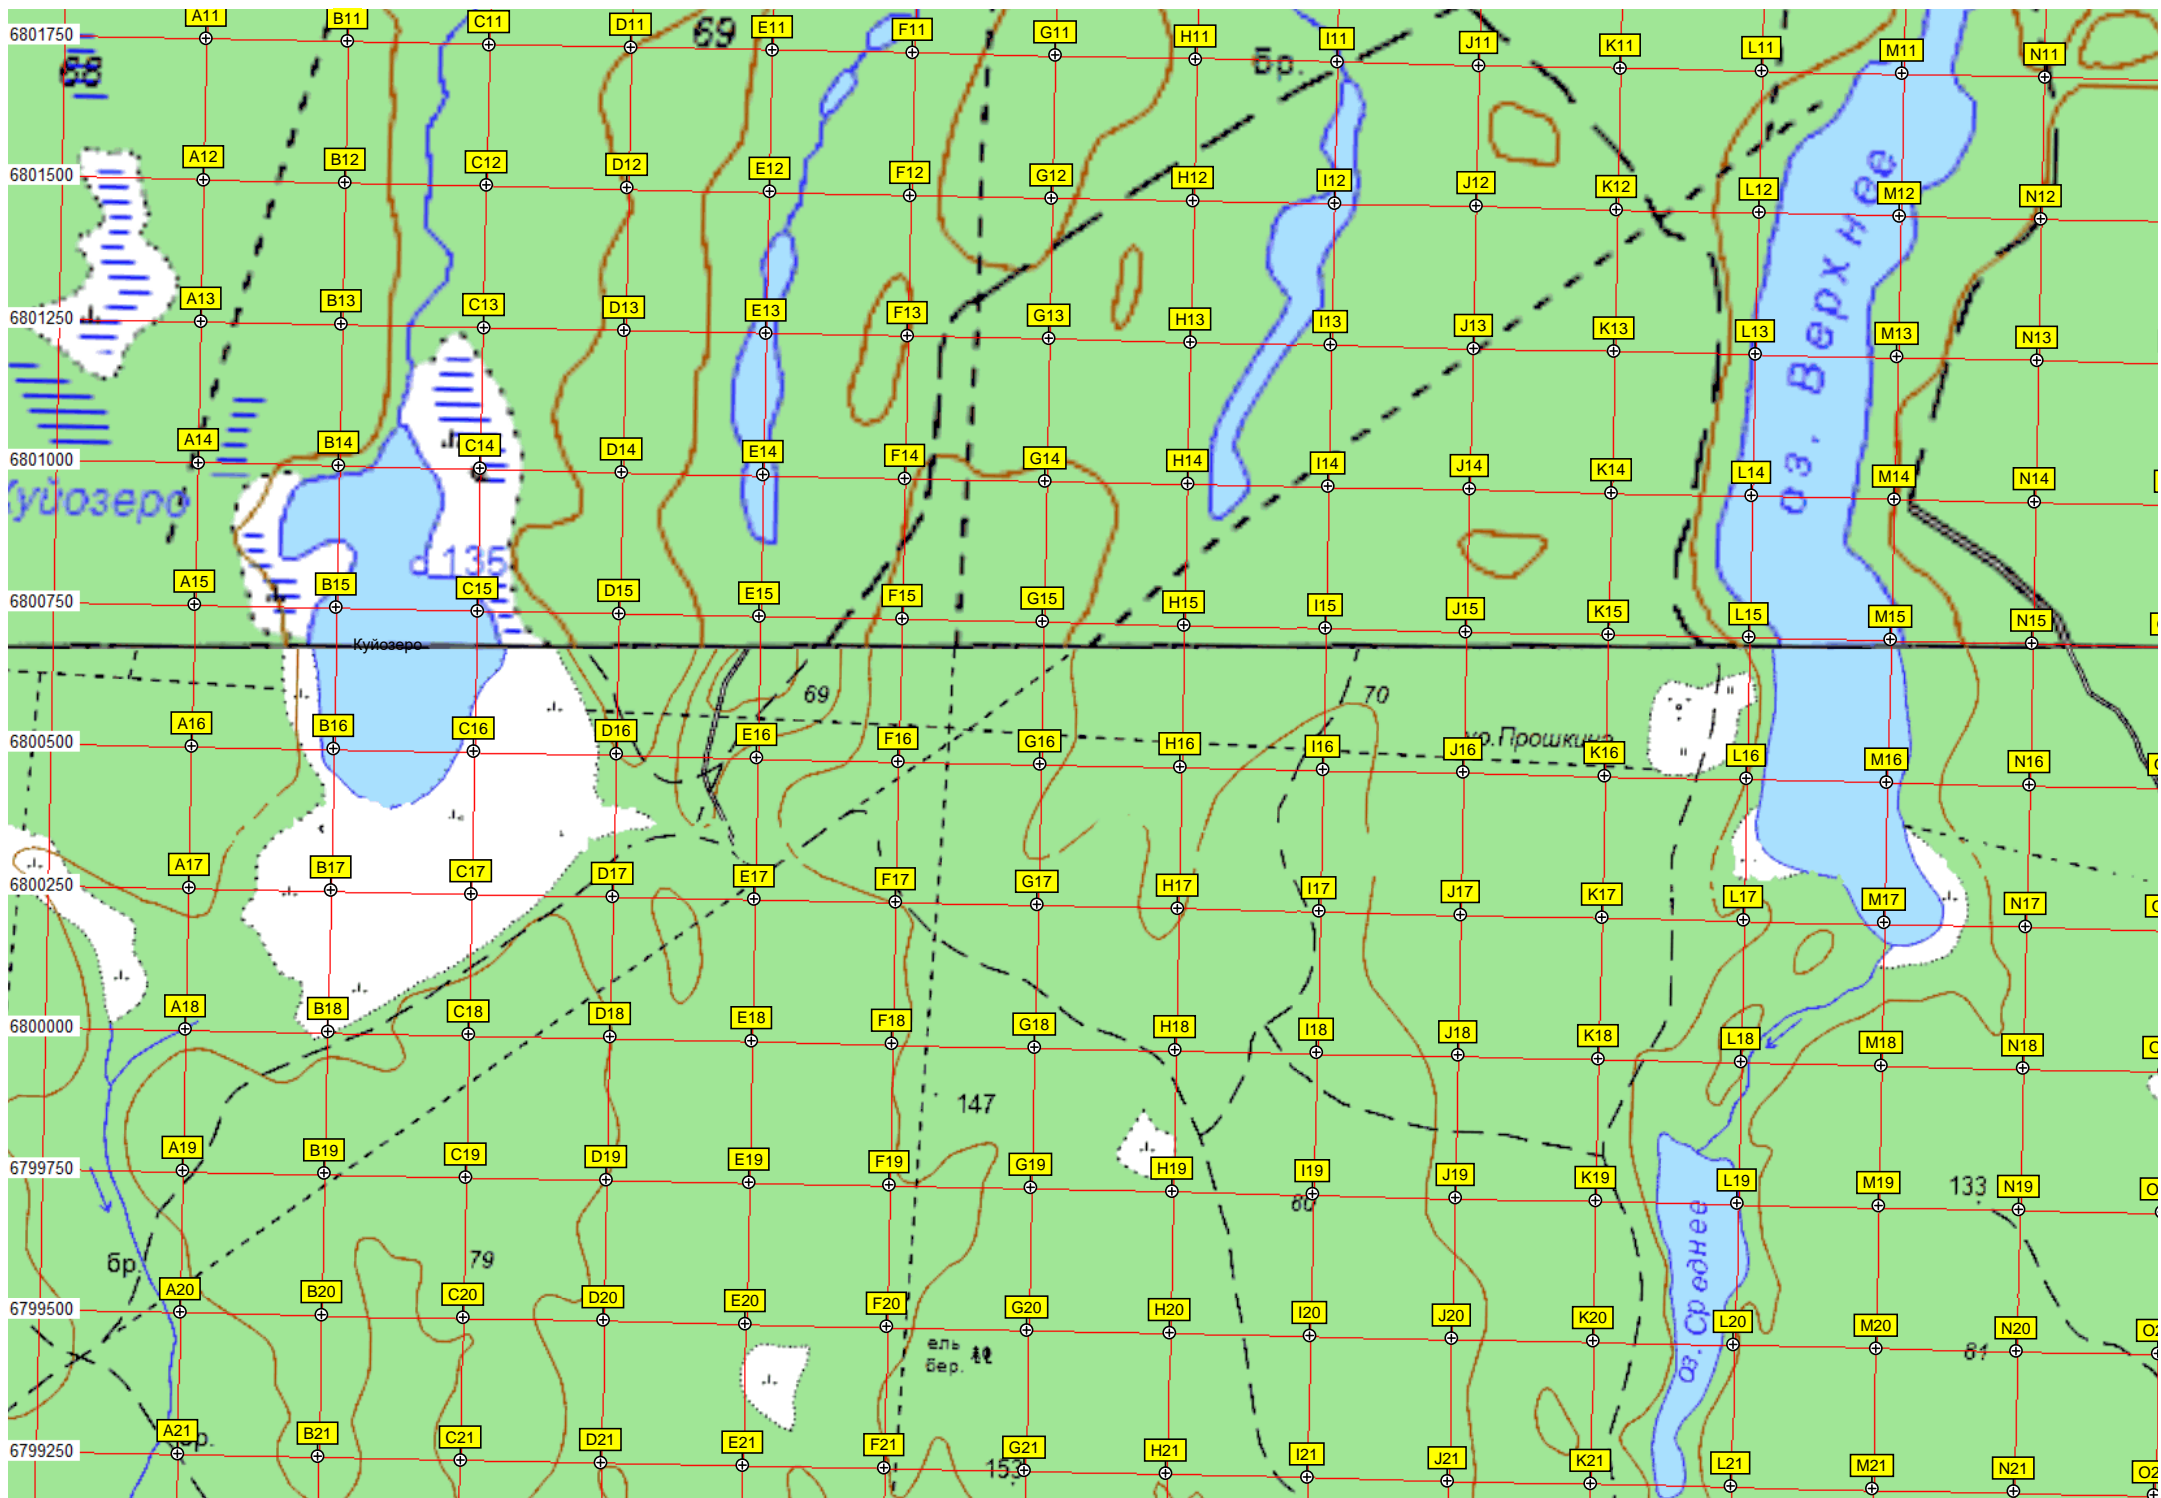 A11 B11 C11 D11 E11 F11 G11 H11 I11 J11 K11 L11 M11 N11
6801750
69
68
бр.
A12 B12 C12 D12 E12 F12 G12 H12 I12 J12 K12 L12 M12 N12
6801500
оз. Верхнее
A13 B13 C13 D13 E13 F13 G13 H13 I13 J13 K13 L13 M13 N13
6801250
A14 B14 C14 D14 E14 F14 G14 H14 I14 J14 K14 L14 M14 N14
6801000
Куйозеро
135
A15 B15 C15 D15 E15 F15 G15 H15 I15 J15 K15 L15 M15 N15
6800750
Куйозеро
69
70
A16 B16 C16 D16 E16 F16 G16 H16 I16 J16 K16 L16 M16 N16
6800500
ур.Прошкино
A17 B17 C17 D17 E17 F17 G17 H17 I17 J17 K17 L17 M17 N17
6800250
A18 B18 C18 D18 E18 F18 G18 H18 I18 J18 K18 L18 M18 N18
6800000
147
A19 B19 C19 D19 E19 F19 G19 H19 I19 J19 K19 L19 M19 N19
6799750
80
133
оз. Среднее
бр.
79
A20 B20 C20 D20 E20 F20 G20 H20 I20 J20 K20 L20 M20 N20
6799500
ель
бер.
81
A21 B21 C21 D21 E21 F21 G21 H21 I21 J21 K21 L21 M21 N21
6799250
бр.
153